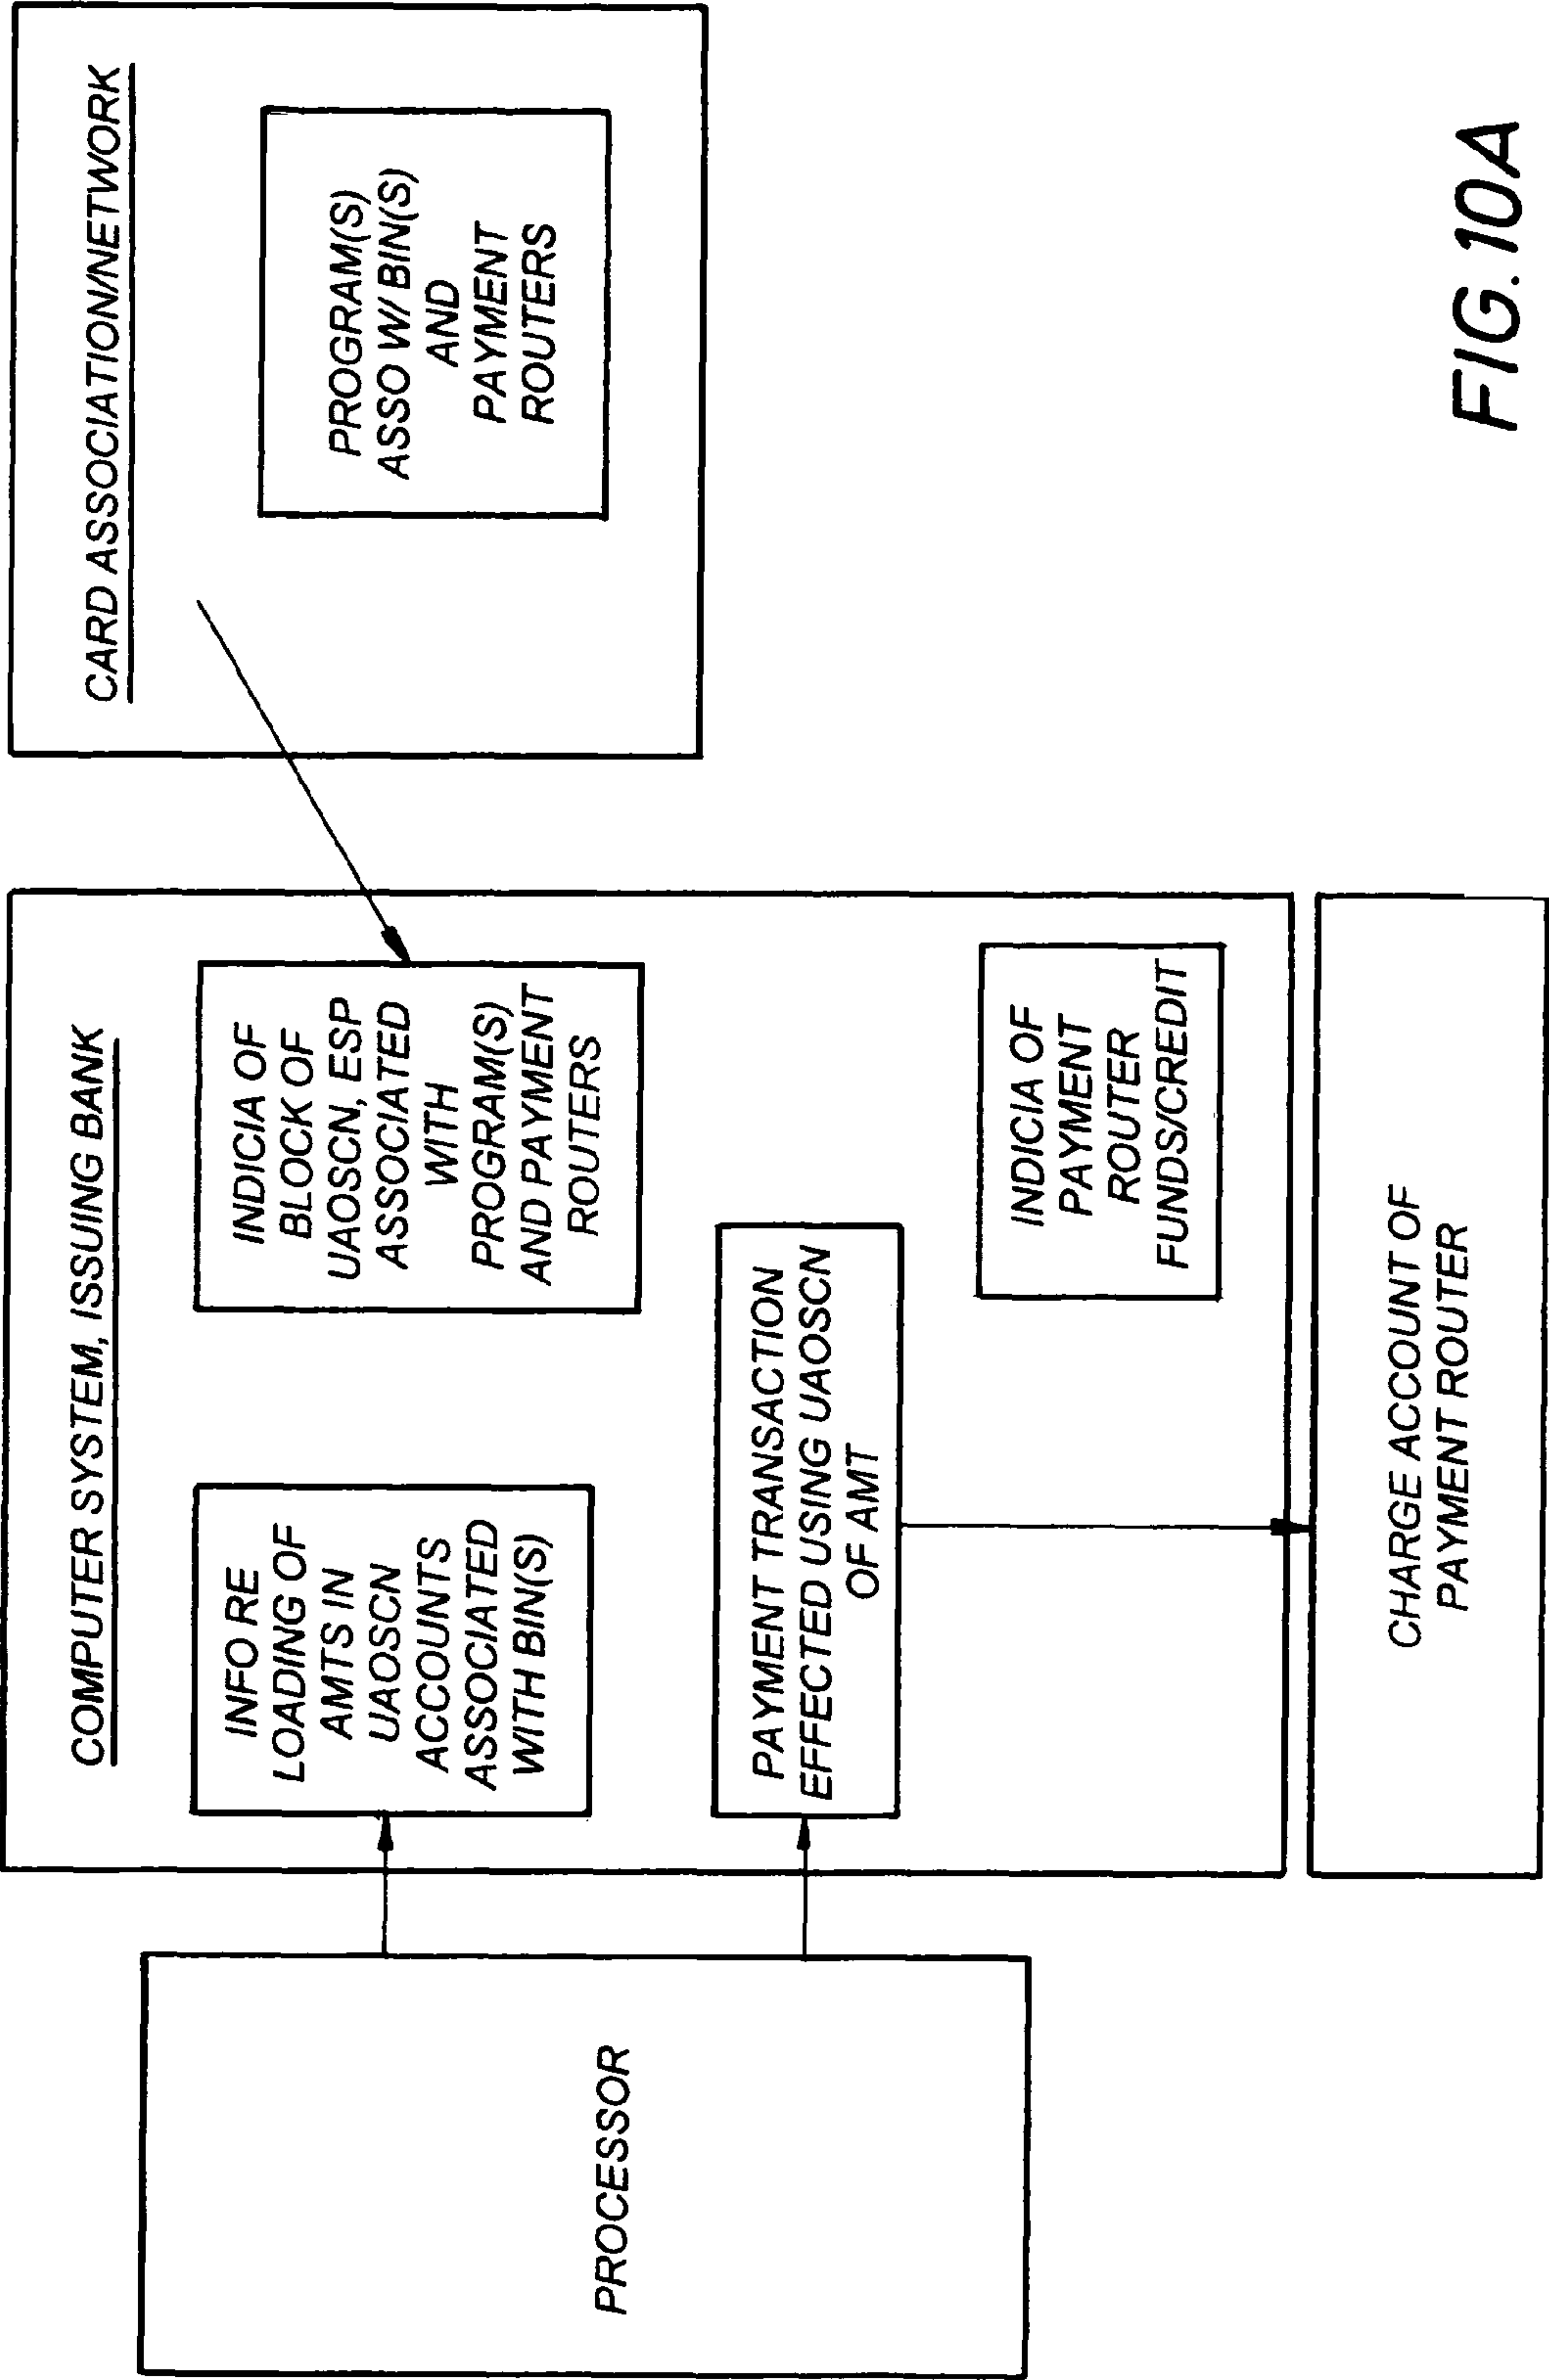 PROCESSOR
COMPUTER SYSTEM, ISSUING BANK
INFO RE
LOADING OF
AMTS IN
UAOSCN
ACCOUNTS
ASSOCIATED
WITH BIN(S)
INDICIA OF
BLOCK OF
UAOSCN, ESP
ASSOCIATED
WITH
PROGRAM(S)
AND PAYMENT
ROUTERS
PAYMENT TRANSACTION
EFFECTED USING UAOSCN
OF AMT
INDICIA OF
PAYMENT
ROUTER
FUNDS/CREDIT
CHARGE ACCOUNT OF
PAYMENT ROUTER
CARD ASSOCIATION/NETWORK
PROGRAM(S)
ASSO W/ BIN(S)
AND
PAYMENT
ROUTERS
FIG.10A